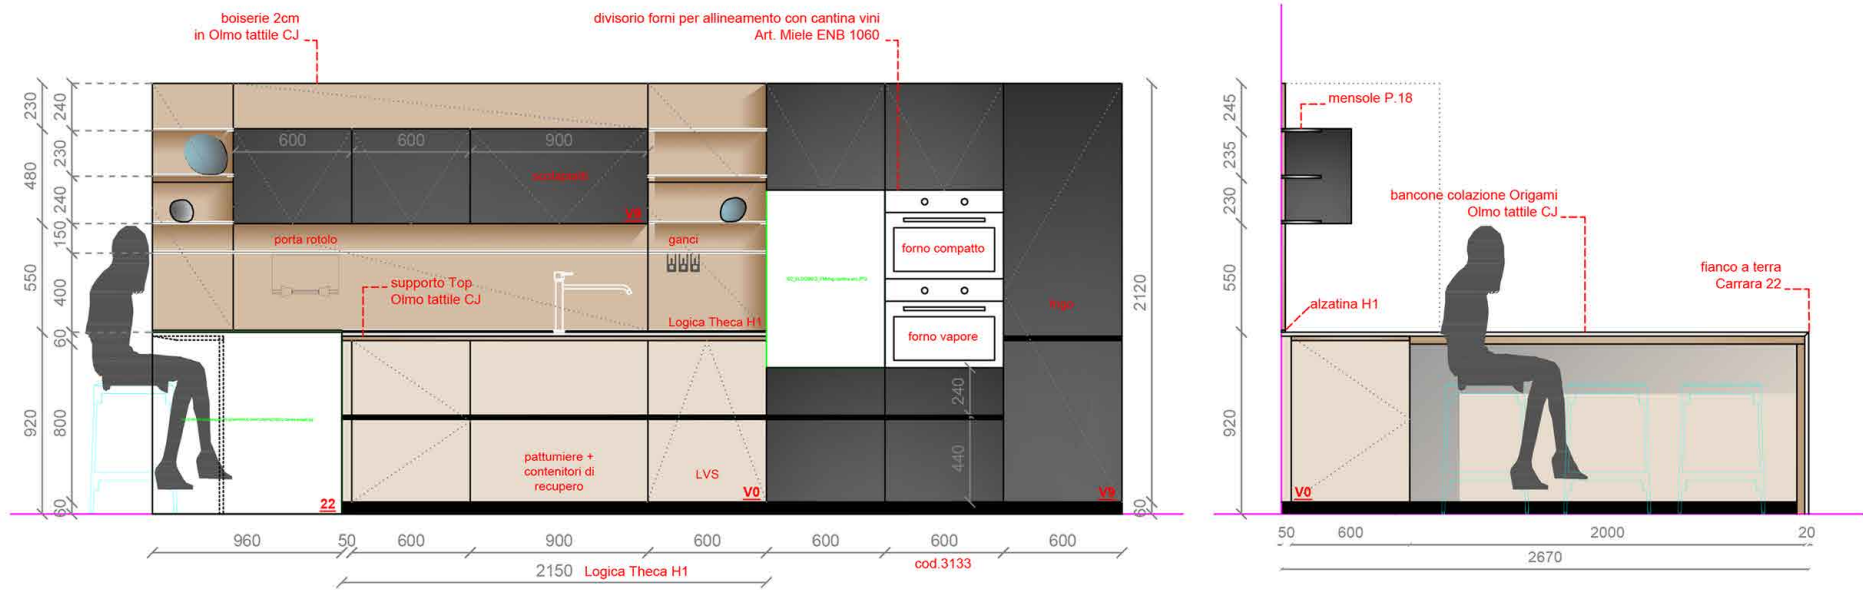 boiserie 2cm
in Olmo tattile CJ
divisorio forni per allineamento con cantina vini
Art. Miele ENB 1060
230
480
550
920
240
230
240
150
400
60
800
60
600
600
900
V9
porta rotolo
ganci
supporto Top
Olmo tattile CJ
Logica Theca H1
forno compatto
forno vapore
frigo
2120
240
440
60
pattumiere +
contenitori di
recupero
LVS
22
V0
V9
960
50
600
900
600
600
600
600
2150
Logica Theca H1
cod.3133
245
235
230
550
920
mensole P.18
bancone colazione Origami
Olmo tattile CJ
fianco a terra
Carrara 22
alzatina H1
V0
50
600
2000
20
2670